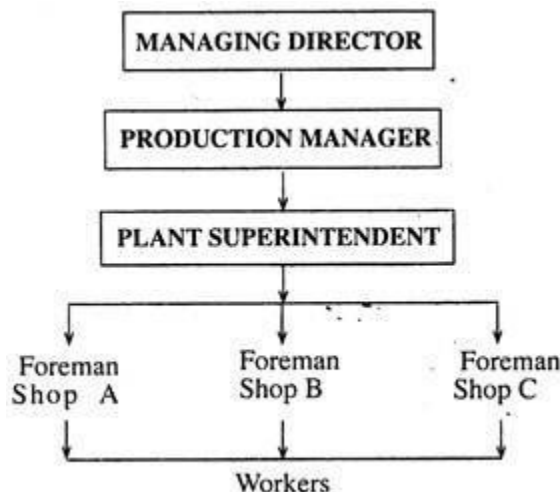 MANAGING DIRECTOR
PRODUCTION MANAGER
PLANT SUPERINTENDENT
Foreman
Shop A
Foreman
Shop B
Foreman
Shop C
Workers